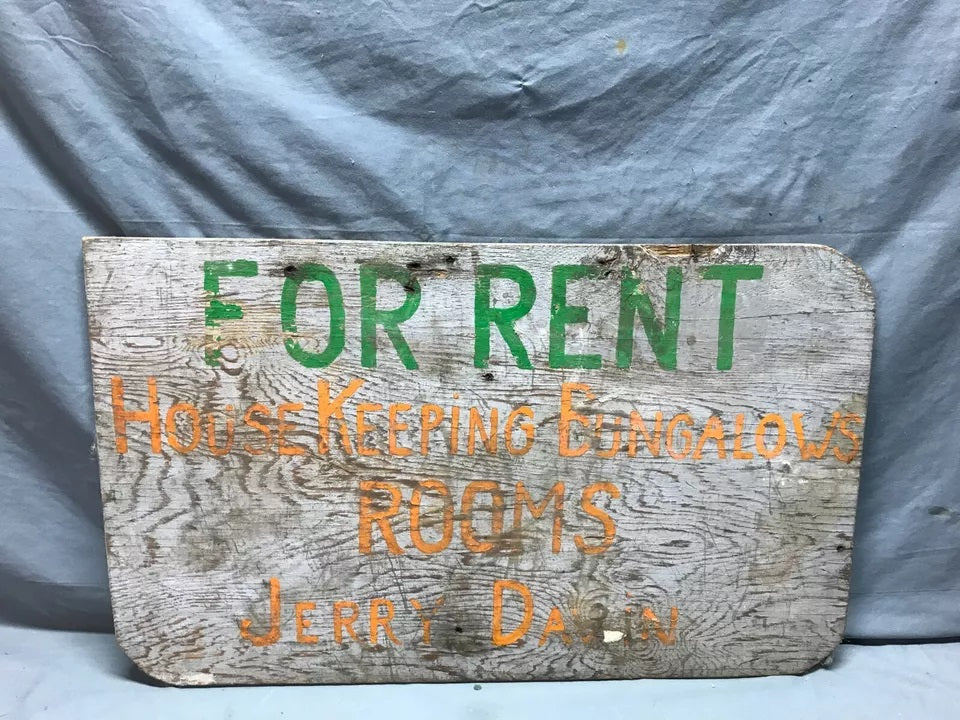 FOR RENT
HOUSE KEEPiNG BUNGALOWS
ROOMS
JERRY